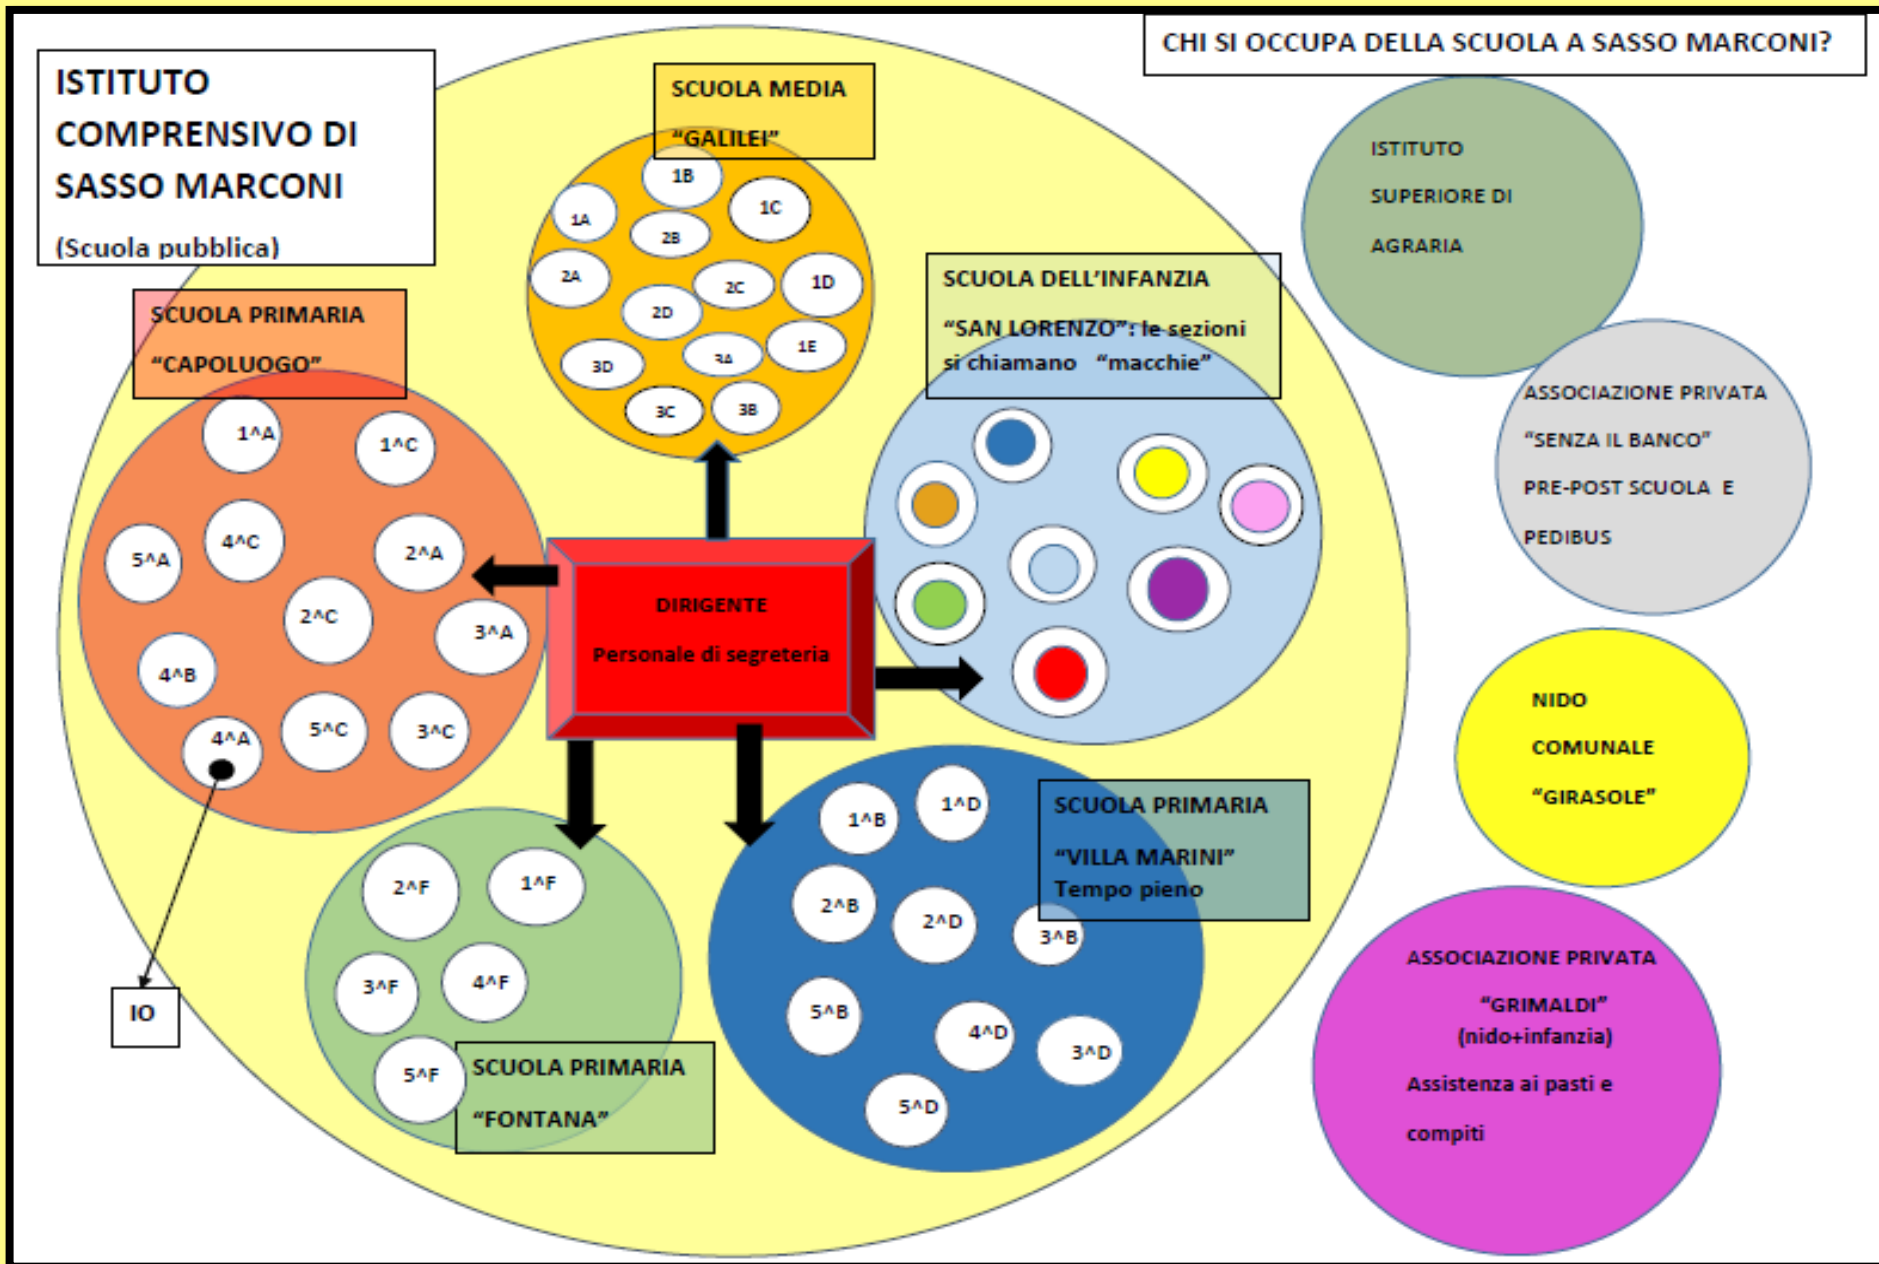 CHI SI OCCUPA DELLA SCUOLA A SASSO MARCONI?
ISTITUTO
COMPRENSIVO DI
SASSO MARCONI
(Scuola pubblica)
SCUOLA MEDIA
“GALILEI”
1B
1A
1C
2B
2A
2C
1D
2D
3D
3A
1E
3C
3B
SCUOLA PRIMARIA
“CAPOLUOGO”
1^A
1^C
5^A
4^C
2^A
2^C
3^A
4^B
4^A
5^C
3^C
IO
SCUOLA DELL’INFANZIA
“SAN LORENZO”: le sezioni
si chiamano “macchie”
DIRIGENTE
Personale di segreteria
2^F
1^F
3^F
4^F
5^F
SCUOLA PRIMARIA
“FONTANA”
SCUOLA PRIMARIA
“VILLA MARINI”
Tempo pieno
1^B
1^D
2^B
2^D
3^B
5^B
4^D
3^D
5^D
ISTITUTO
SUPERIORE DI
AGRARIA
ASSOCIAZIONE PRIVATA
“SENZA IL BANCO”
PRE-POST SCUOLA E
PEDIBUS
NIDO
COMUNALE
“GIRASOLE”
ASSOCIAZIONE PRIVATA
“GRIMALDI”
(nido+infanzia)
Assistenza ai pasti e
compiti